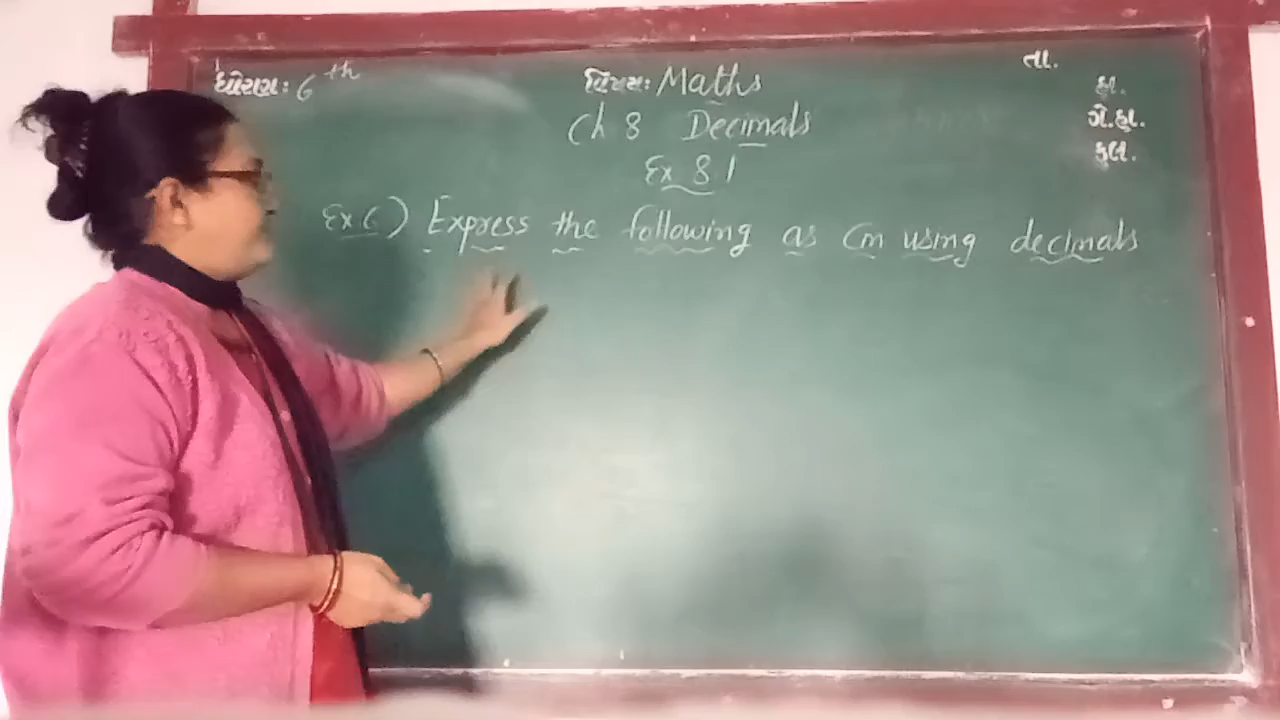 ધોરણ: 6th
વિષય: Maths
તા.
હા.
ગે.હા.
કુલ.
Ch 8 Decimals
Ex 8.1
Ex 6) Express the following as Cm using decimals